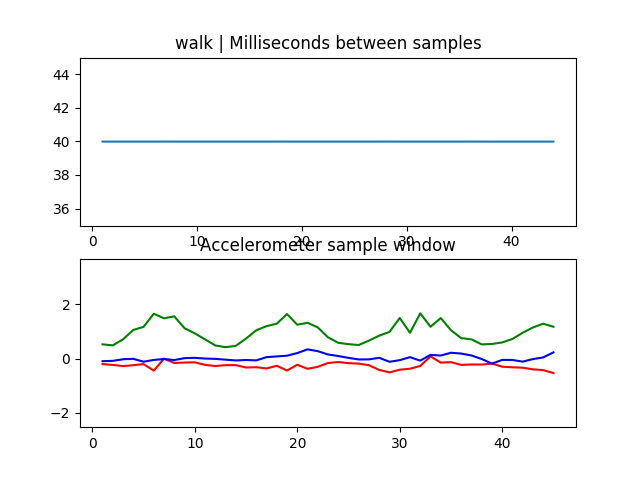 walk | Milliseconds between samples
44
42
40
38
36
0 10 20 30 40
Accelerometer sample window
2
0
−2
0 10 20 30 40